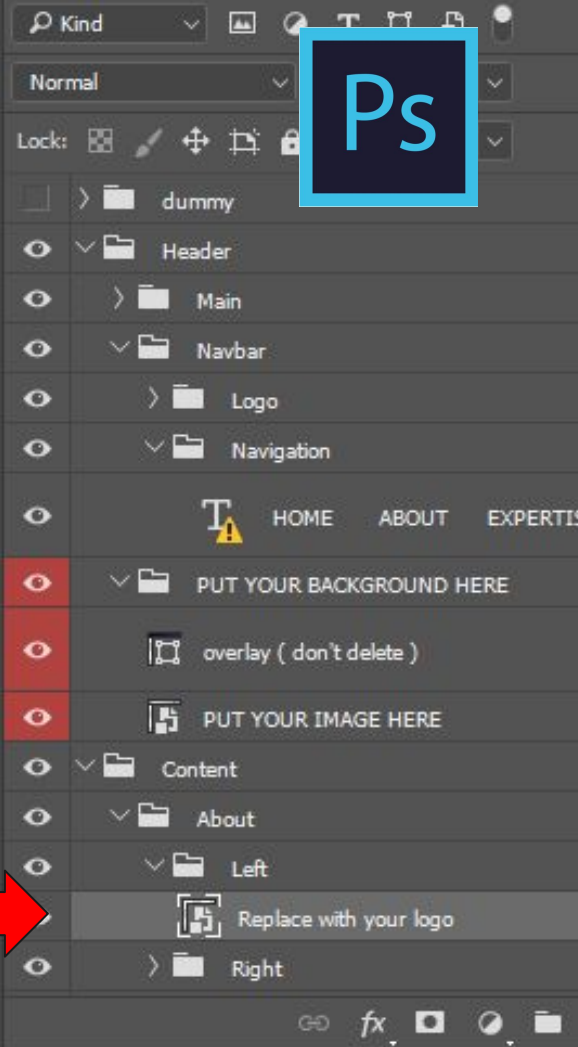 Kind
Normal
Ps
Lock:
dummy
Header
Main
Navbar
Logo
Navigation
HOME ABOUT EXPERTIS
PUT YOUR BACKGROUND HERE
overlay ( don't delete )
PUT YOUR IMAGE HERE
Content
About
Left
Replace with your logo
Right
fx